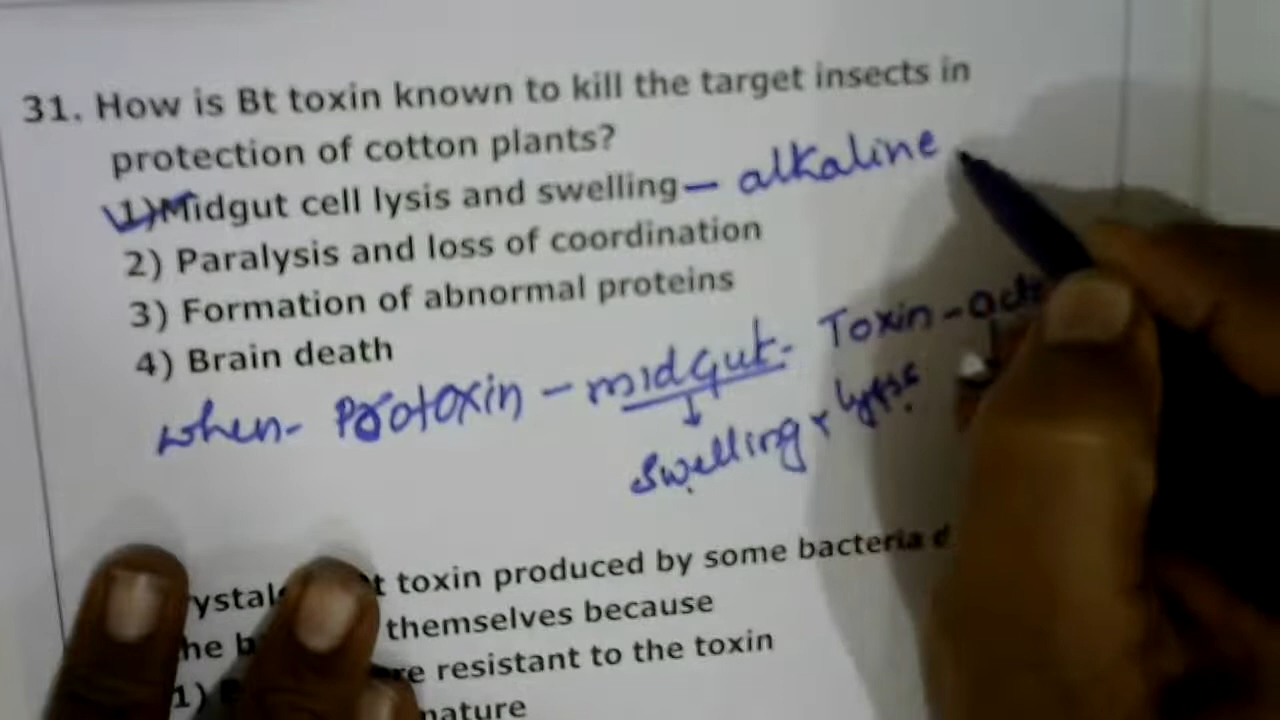 31. How is Bt toxin known to kill the target insects in
protection of cotton plants?
1) Midgut cell lysis and swelling – alkaline
2) Paralysis and loss of coordination
3) Formation of abnormal proteins
4) Brain death
when - Protoxin – midgut - Toxin –
swelling & lysis
toxin produced by some bacteria
themselves because
1) resistant to the toxin
nature